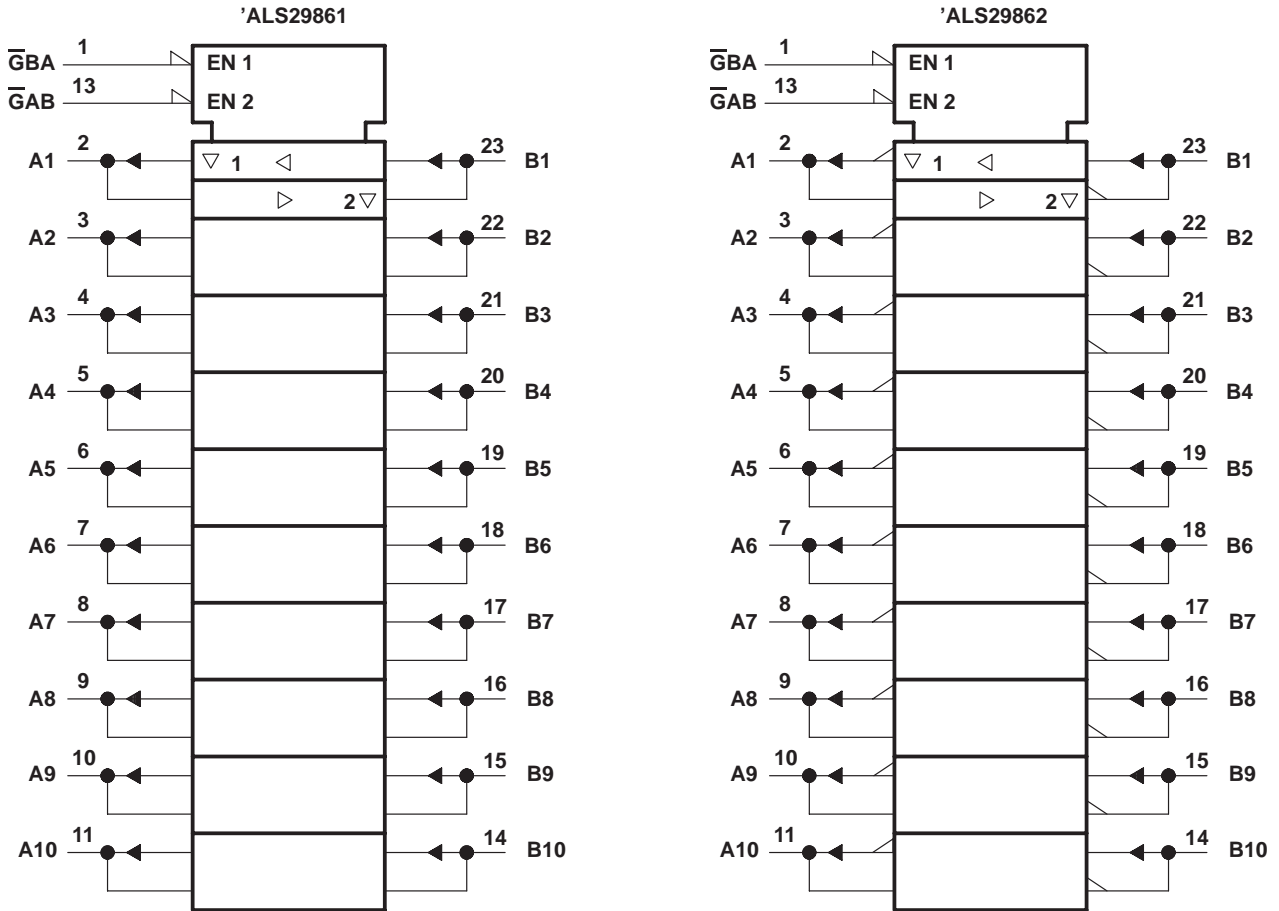 ’ALS29861
G̅BA 1 EN 1
G̅AB 13 EN 2
A1 2 1 23 B1
2
A2 3 22 B2
A3 4 21 B3
A4 5 20 B4
A5 6 19 B5
A6 7 18 B6
A7 8 17 B7
A8 9 16 B8
A9 10 15 B9
A10 11 14 B10
’ALS29862
G̅BA 1 EN 1
G̅AB 13 EN 2
A1 2 1 23 B1
2
A2 3 22 B2
A3 4 21 B3
A4 5 20 B4
A5 6 19 B5
A6 7 18 B6
A7 8 17 B7
A8 9 16 B8
A9 10 15 B9
A10 11 14 B10